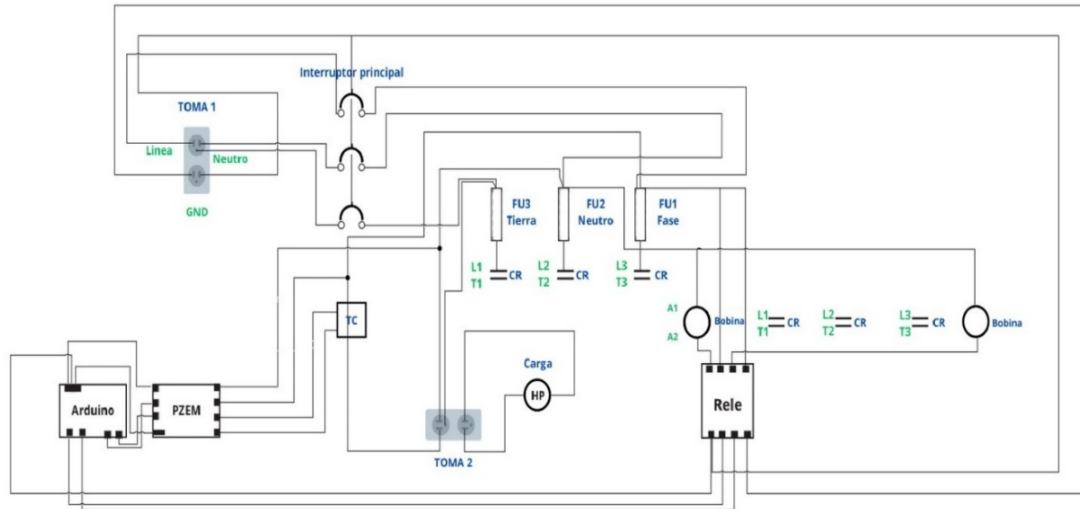 Interruptor principal
TOMA 1
Linea
Neutro
GND
FU3
Tierra
FU2
Neutro
FU1
Fase
L1
T1
CR
L2
T2
CR
L3
T3
CR
A1
A2
Bobina
L1
T1
CR
L2
T2
CR
L3
T3
CR
Bobina
TC
Carga
HP
Arduino
PZEM
TOMA 2
Rele